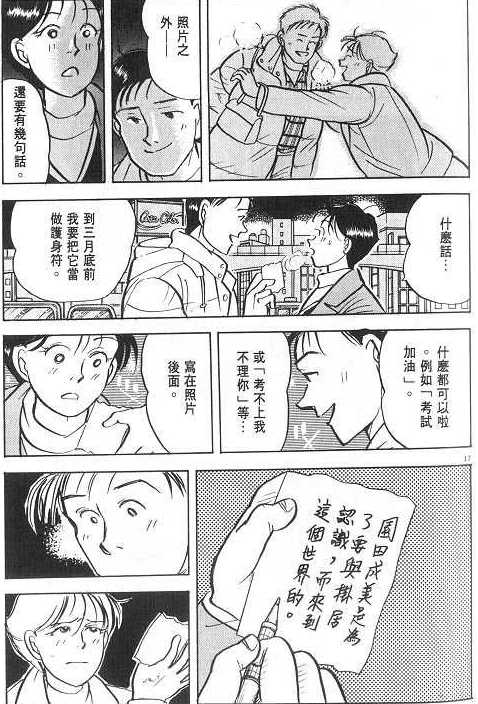 照片之
外——
還要有幾句話。
什麼話…
Coca-Cola
到三月底前
我要把它當
做護身符。
什麼都可以啦
。例如「考試
加油」。
或「考不上我
不理你」等…
寫在照片
後面。
17
園田成美是為
了要與掛居
認識，而來到
這個世界的。